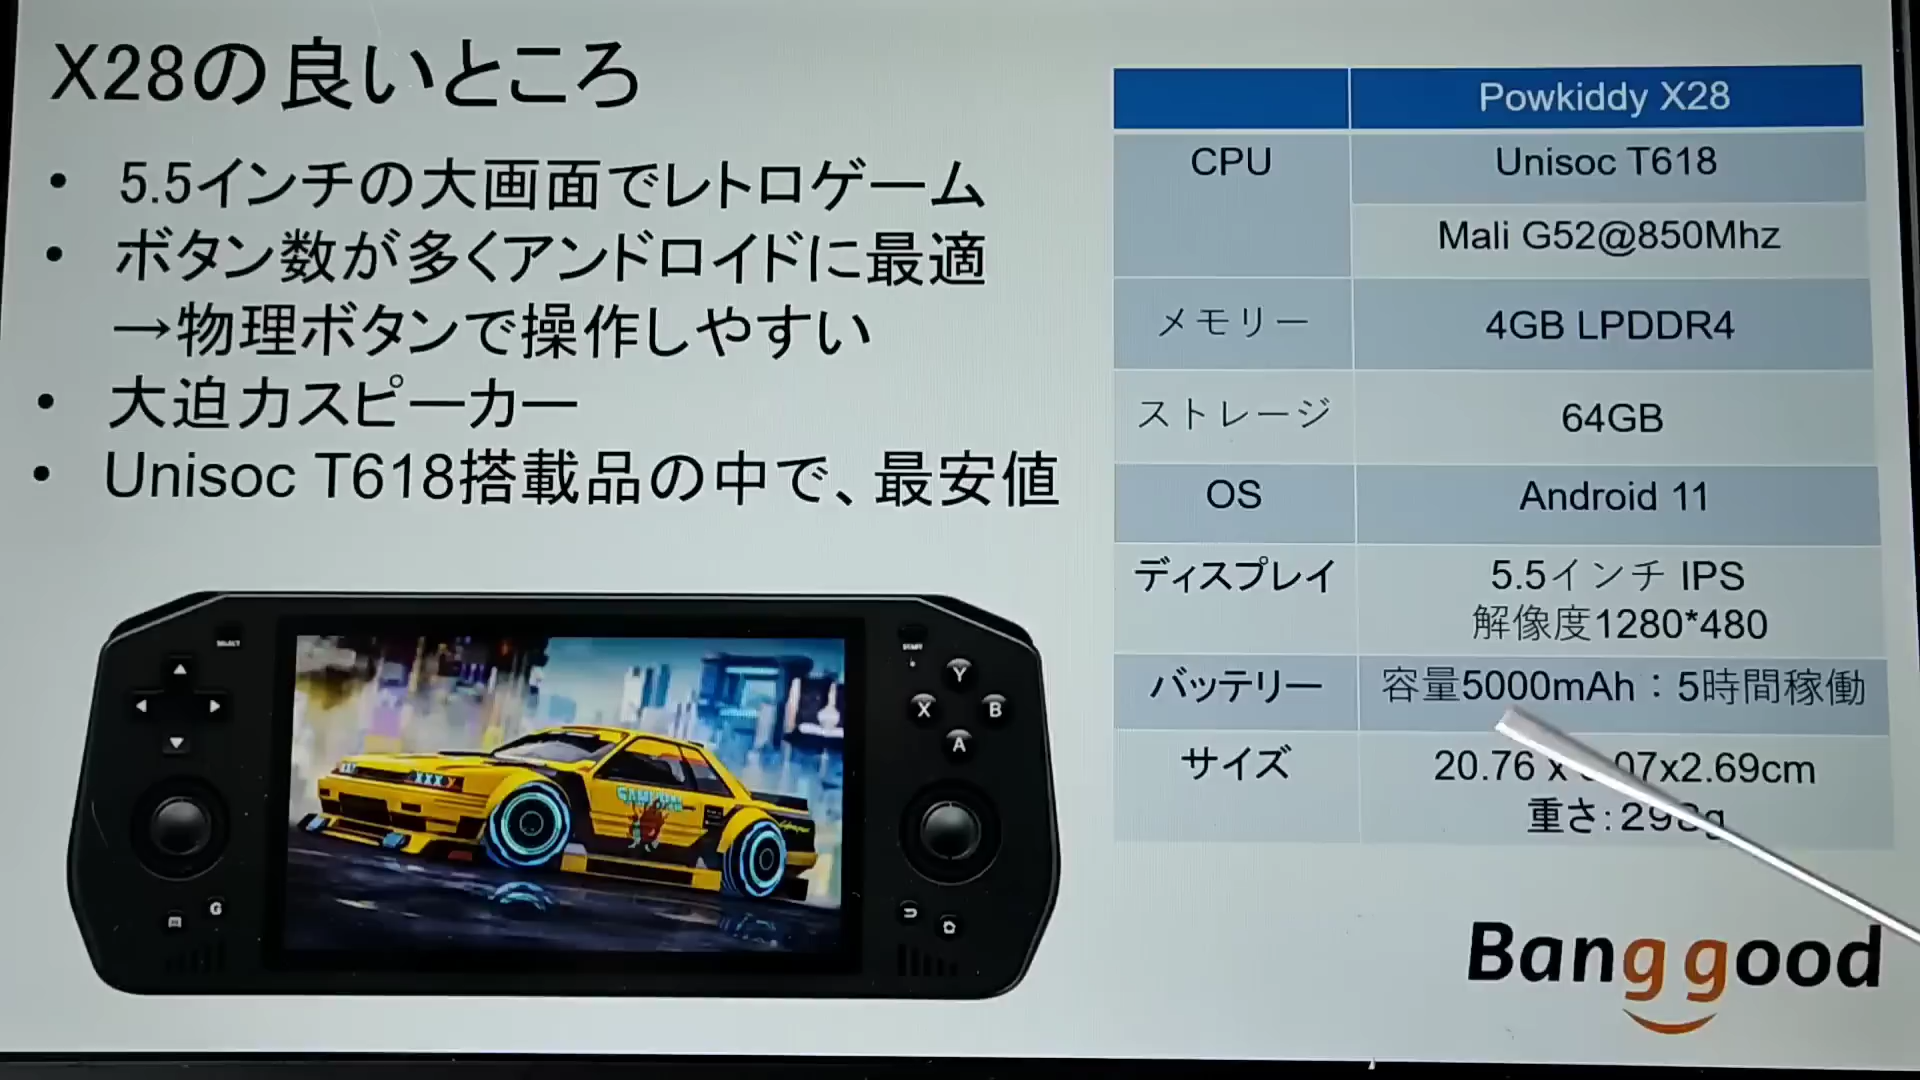 X28の良いところ
• 5.5インチの大画面でレトロゲーム
• ボタン数が多くアンドロイドに最適
→物理ボタンで操作しやすい
• 大迫力スピーカー
• Unisoc T618搭載品の中で、最安値
Powkiddy X28
CPU Unisoc T618
Mali G52@850Mhz
メモリー 4GB LPDDR4
ストレージ 64GB
OS Android 11
ディスプレイ 5.5インチ IPS
解像度1280*480
バッテリー 容量5000mAh：5時間稼働
サイズ 20.76 x 07x2.69cm
重さ:
SELECT
START
Y
X B
A
G
Banggood